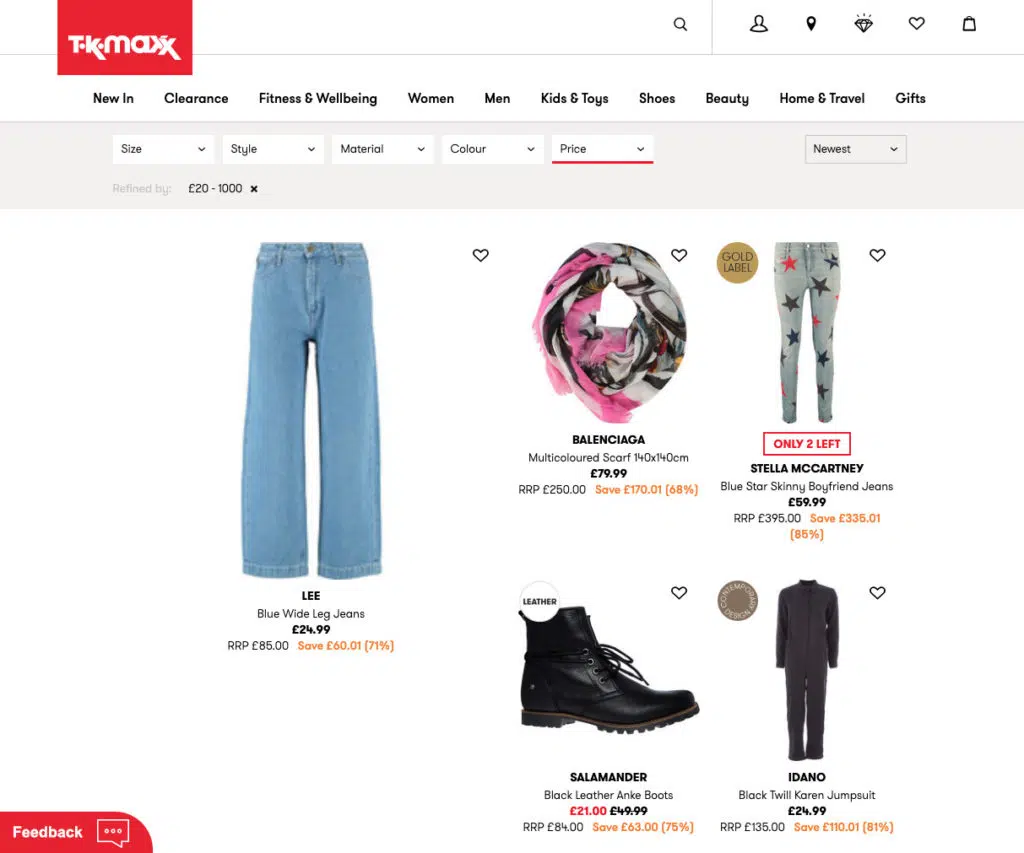 TK maxx
New In Clearance Fitness & Wellbeing Women Men Kids & Toys Shoes Beauty Home & Travel Gifts
Size Style Material Colour Price Newest
Refined by: £20 - 1000 ×
GOLD
LABEL
LEE
Blue Wide Leg Jeans
£24.99
RRP £85.00 Save £60.01 (71%)
BALENCIAGA
Multicoloured Scarf 140x140cm
£79.99
RRP £250.00 Save £170.01 (68%)
ONLY 2 LEFT
STELLA MCCARTNEY
Blue Star Skinny Boyfriend Jeans
£59.99
RRP £395.00 Save £335.01
(85%)
LEATHER
SALAMANDER
Black Leather Anke Boots
£21.00 £49.99
RRP £84.00 Save £63.00 (75%)
CONTEMPORARY
DESIGN
IDANO
Black Twill Karen Jumpsuit
£24.99
RRP £135.00 Save £110.01 (81%)
Feedback